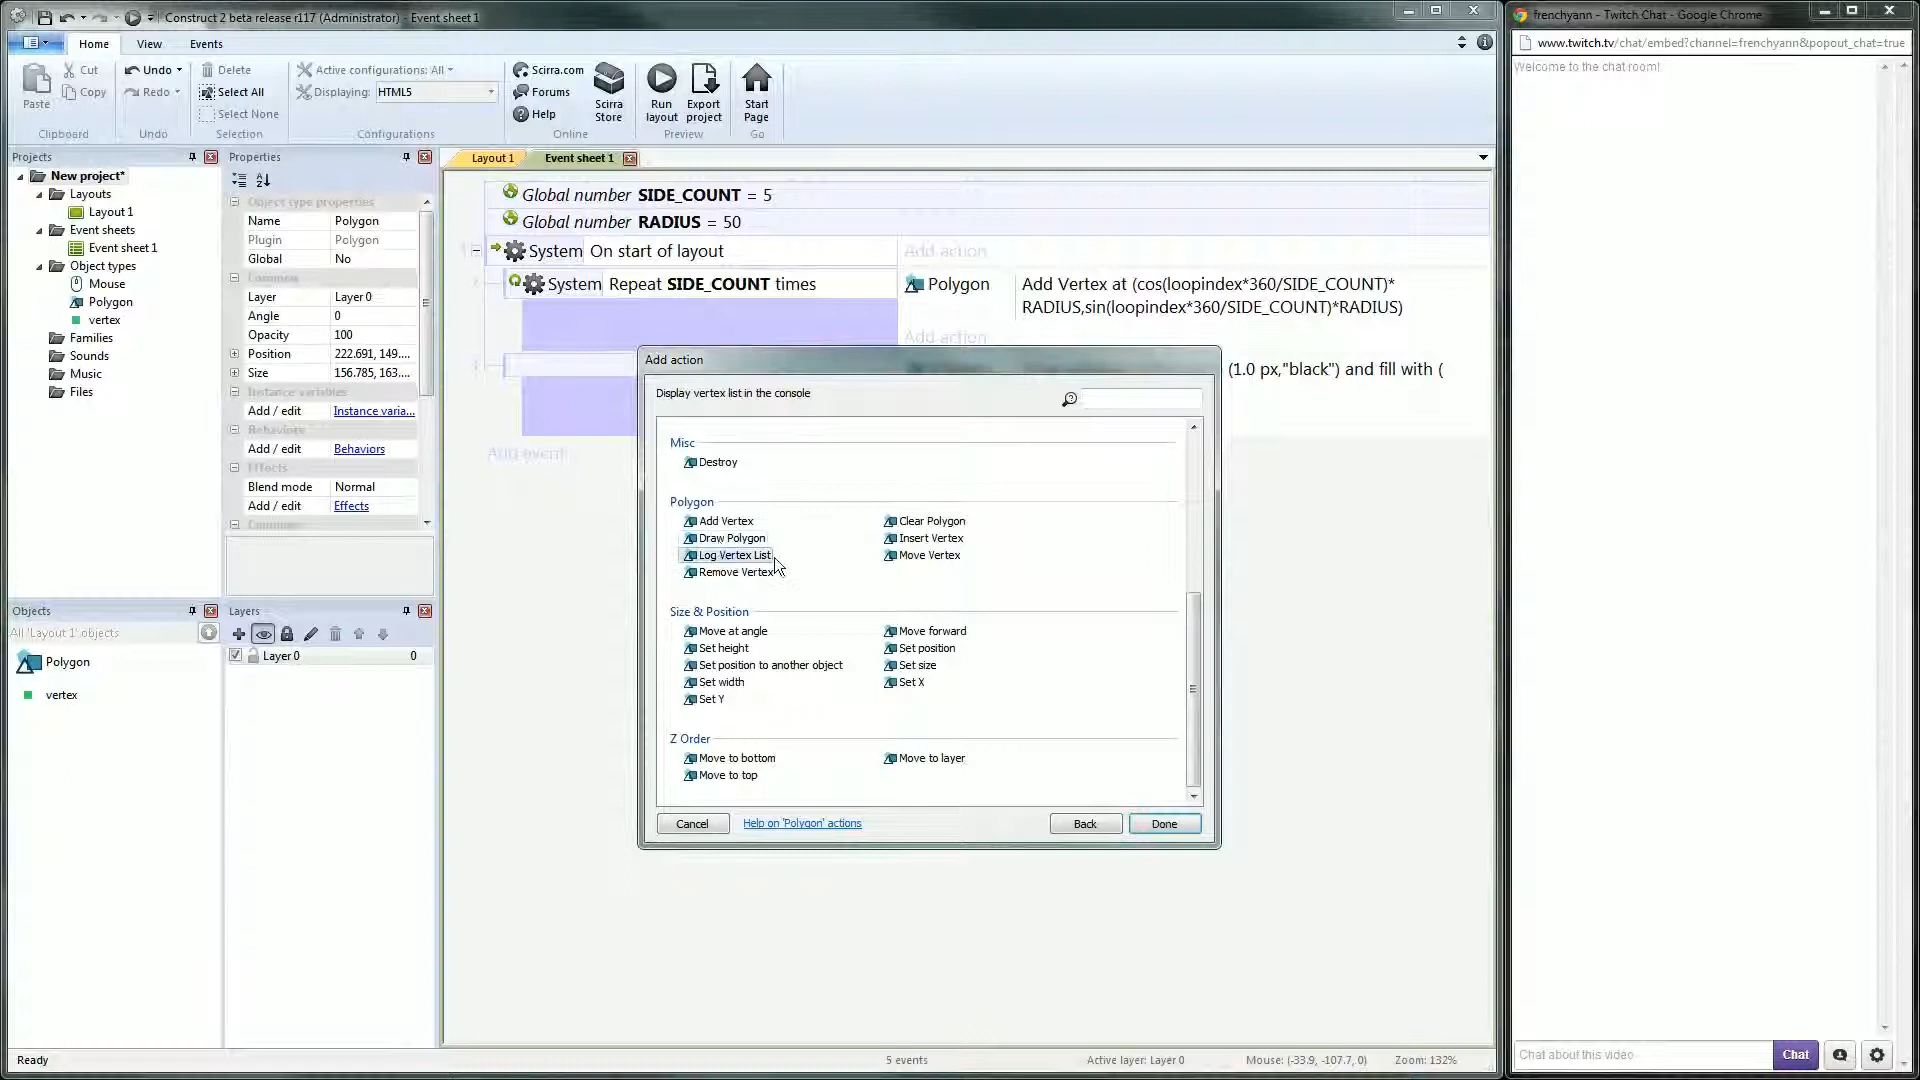 Construct 2 beta release r117 (Administrator) - Event sheet 1
Home View Events
Paste
Cut
Copy
Clipboard
Undo
Redo
Undo
Delete
Select All
Select None
Selection
Active configurations: All
Displaying: HTML5
Configurations
Scirra.com
Forums
Help
Scirra Store
Online
Run layout
Export project
Preview
Start Page
Go
Projects
New project*
Layouts
Layout 1
Event sheets
Event sheet 1
Object types
Mouse
Polygon
vertex
Families
Sounds
Music
Files
Properties
Object type properties
Name Polygon
Plugin Polygon
Global No
Common
Layer Layer 0
Angle 0
Opacity 100
Position 222.691, 149....
Size 156.785, 163....
Instance variables
Add / edit Instance varia...
Behaviors
Add / edit Behaviors
Effects
Blend mode Normal
Add / edit Effects
Objects
All 'Layout 1' objects
Polygon
vertex
Layers
Layer 0 0
Layout 1 Event sheet 1
Global number SIDE_COUNT = 5
Global number RADIUS = 50
System On start of layout Add action
System Repeat SIDE_COUNT times
Polygon Add Vertex at (cos(loopindex*360/SIDE_COUNT)*
RADIUS,sin(loopindex*360/SIDE_COUNT)*RADIUS)
Add action
(1.0 px,"black") and fill with (
Add event
Add action
Display vertex list in the console
Misc
Destroy
Polygon
Add Vertex Clear Polygon
Draw Polygon Insert Vertex
Log Vertex List Move Vertex
Remove Vertex
Size & Position
Move at angle Move forward
Set height Set position
Set position to another object Set size
Set width Set X
Set Y
Z Order
Move to bottom Move to layer
Move to top
Cancel Help on 'Polygon' actions Back Done
Ready 5 events Active layer: Layer 0 Mouse: (-33.9, -107.7, 0) Zoom: 132%
frenchyann - Twitch Chat - Google Chrome
www.twitch.tv/chat/embed?channel=frenchyann&popout_chat=true
Welcome to the chat room!
Chat about this video Chat